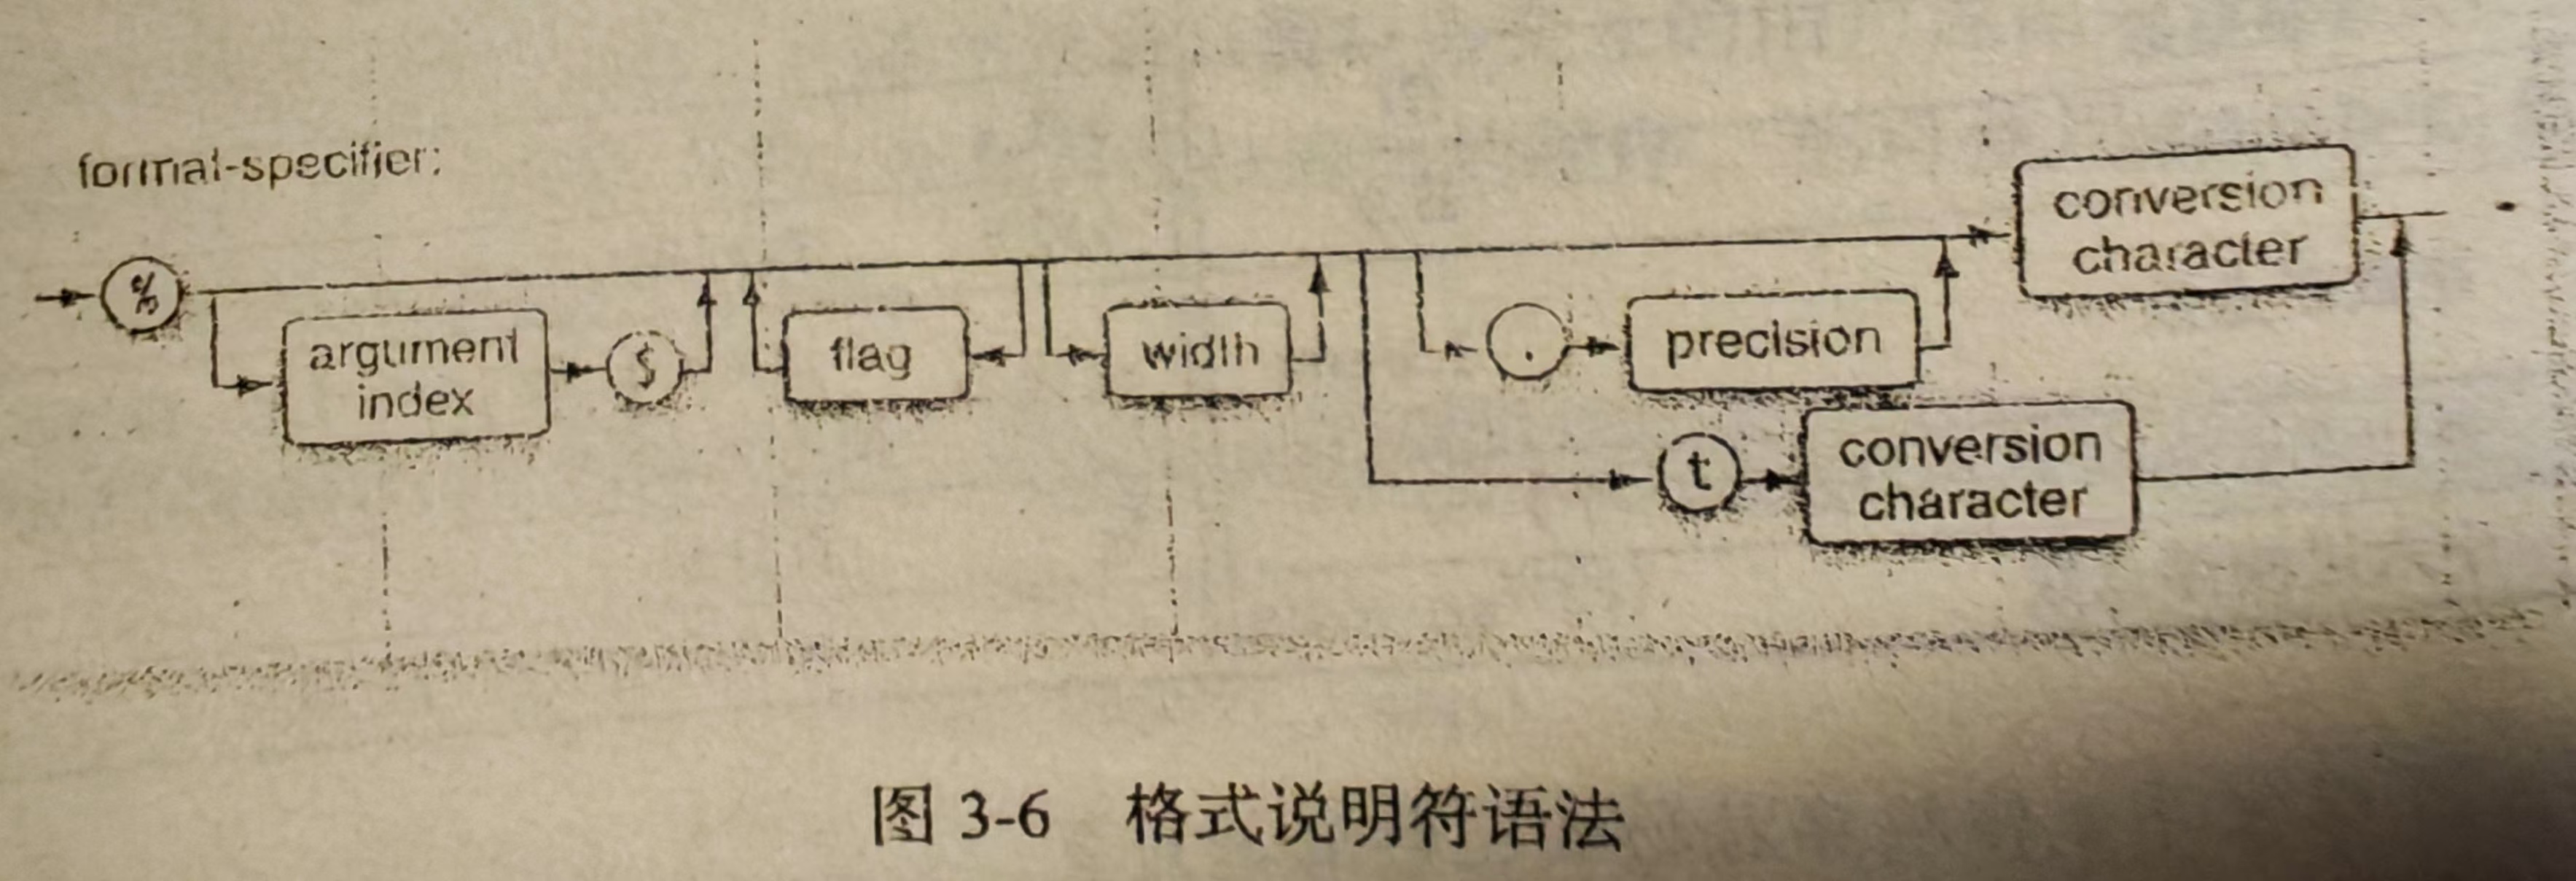 format-specifier:
%
argument
index
$
flag
width
.
precision
conversion
character
t
conversion
character
图 3-6 格式说明符语法